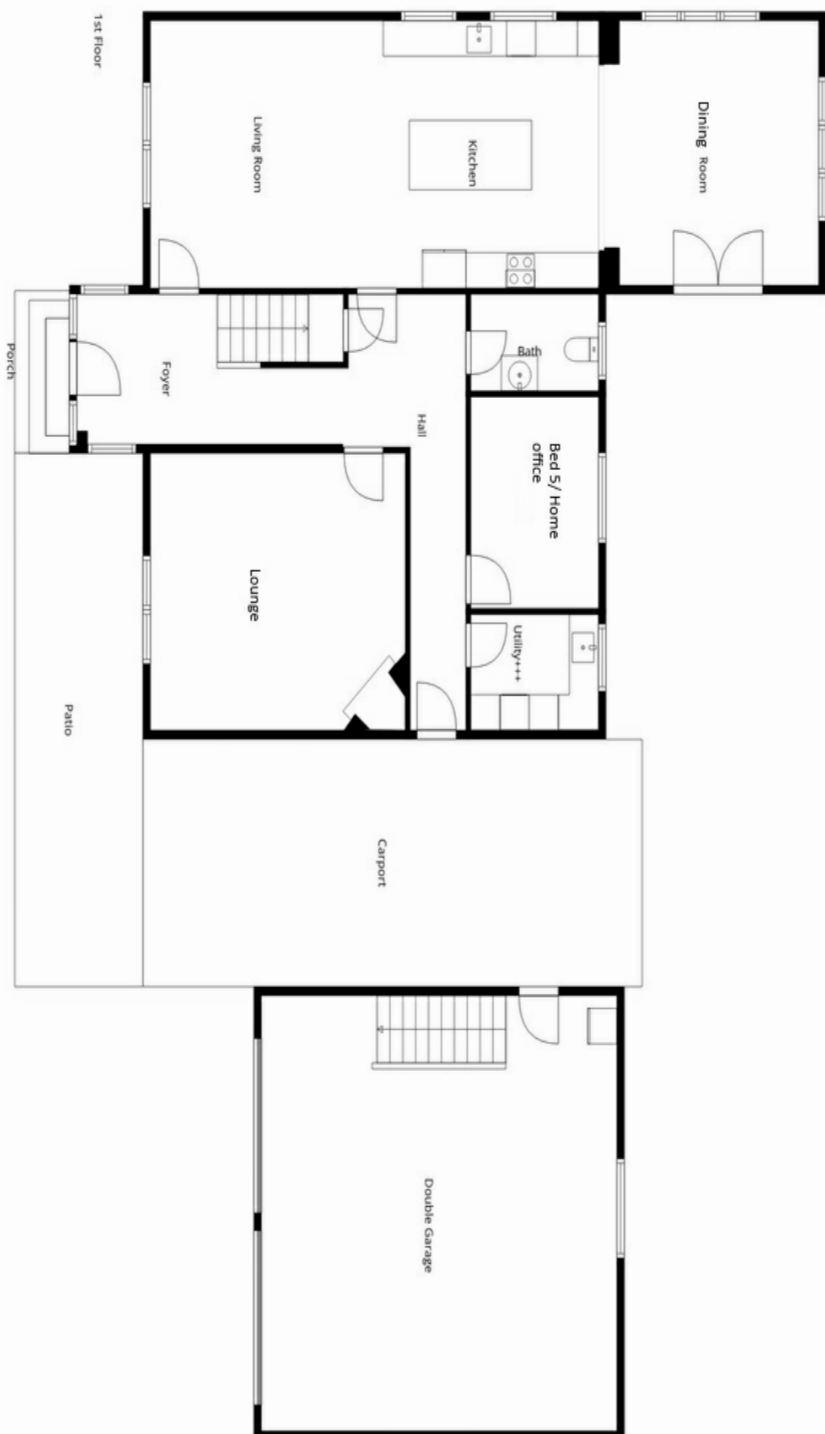 1st Floor
Living Room
Kitchen
Dining Room
Porch
Foyer
Hall
Bath
Bed 5/ Home
office
Lounge
Utility+++
Patio
Carport
Double Garage